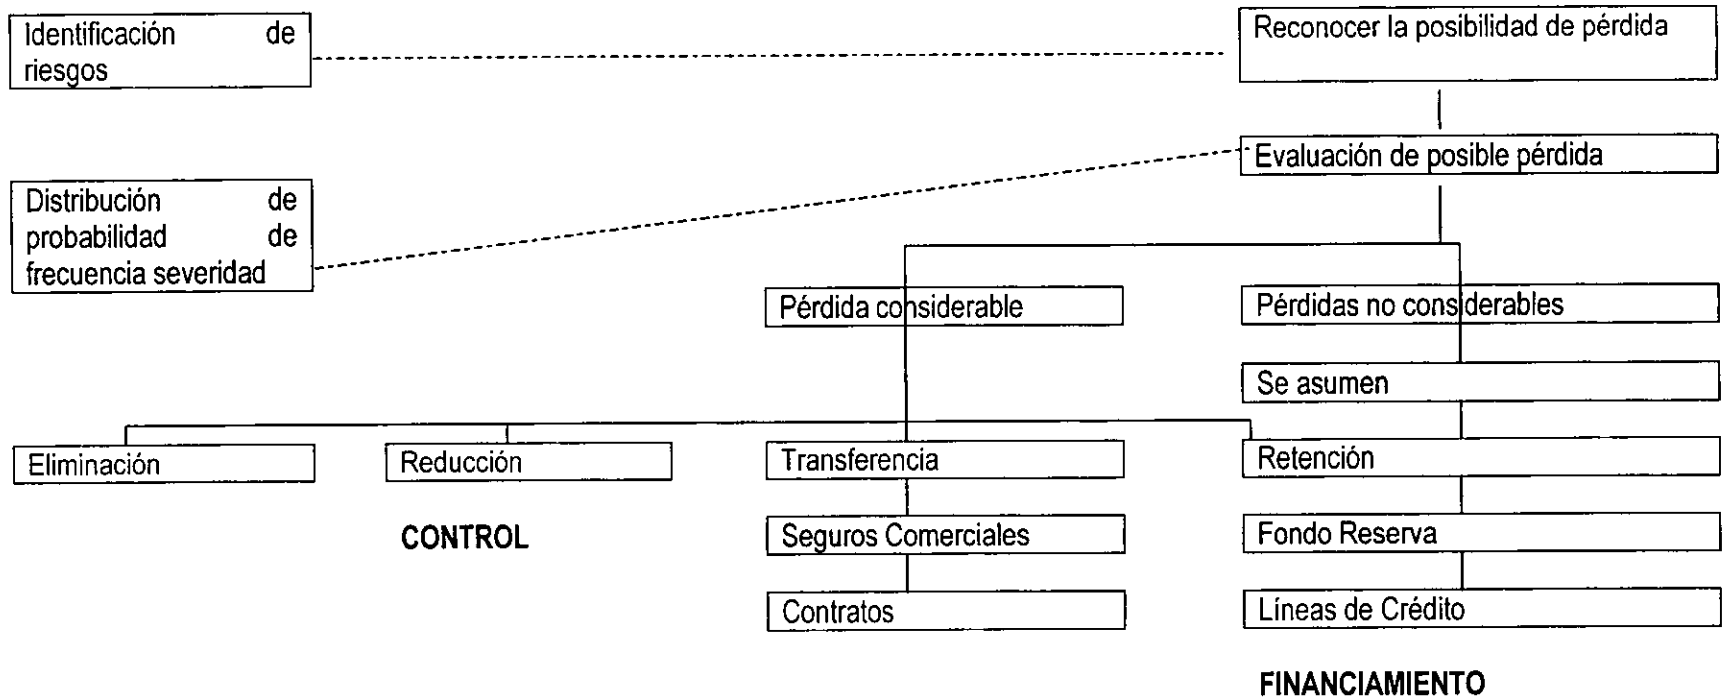 Identificación de
riesgos
Reconocer la posibilidad de pérdida
Evaluación de posible pérdida
Distribución de
probabilidad de
frecuencia severidad
Pérdida considerable
Pérdidas no considerables
Se asumen
Eliminación
Reducción
Transferencia
Retención
CONTROL
Seguros Comerciales
Fondo Reserva
Contratos
Líneas de Crédito
FINANCIAMIENTO